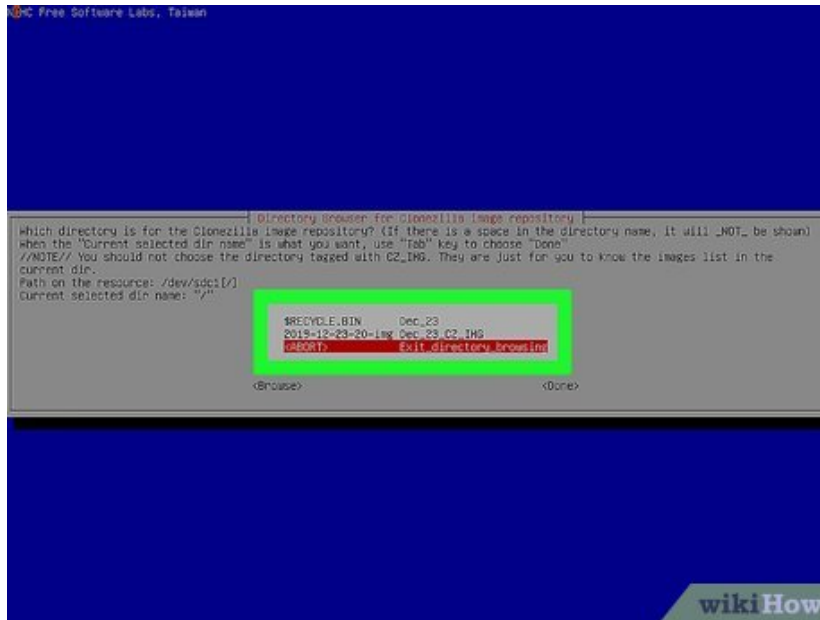 NCHC Free Software Labs, Taiwan
Directory Browser for Clonezilla image repository
Which directory is for the Clonezilla image repository? (If there is a space in the directory name, it will _NOT_ be shown)
When the "Current selected dir name" is what you want, use "Tab" key to choose "Done"
//NOTE// You should not choose the directory tagged with CZ_IMG. They are just for you to know the images list in the
current dir.
Path on the resource: /dev/sdc1[/]
Current selected dir name: "/"
$RECYCLE.BIN Dec_23
2019-12-23-20-img Dec_23_CZ_IMG
<ABORT> Exit_directory_browsing
<Browse> <Done>
wikiHow